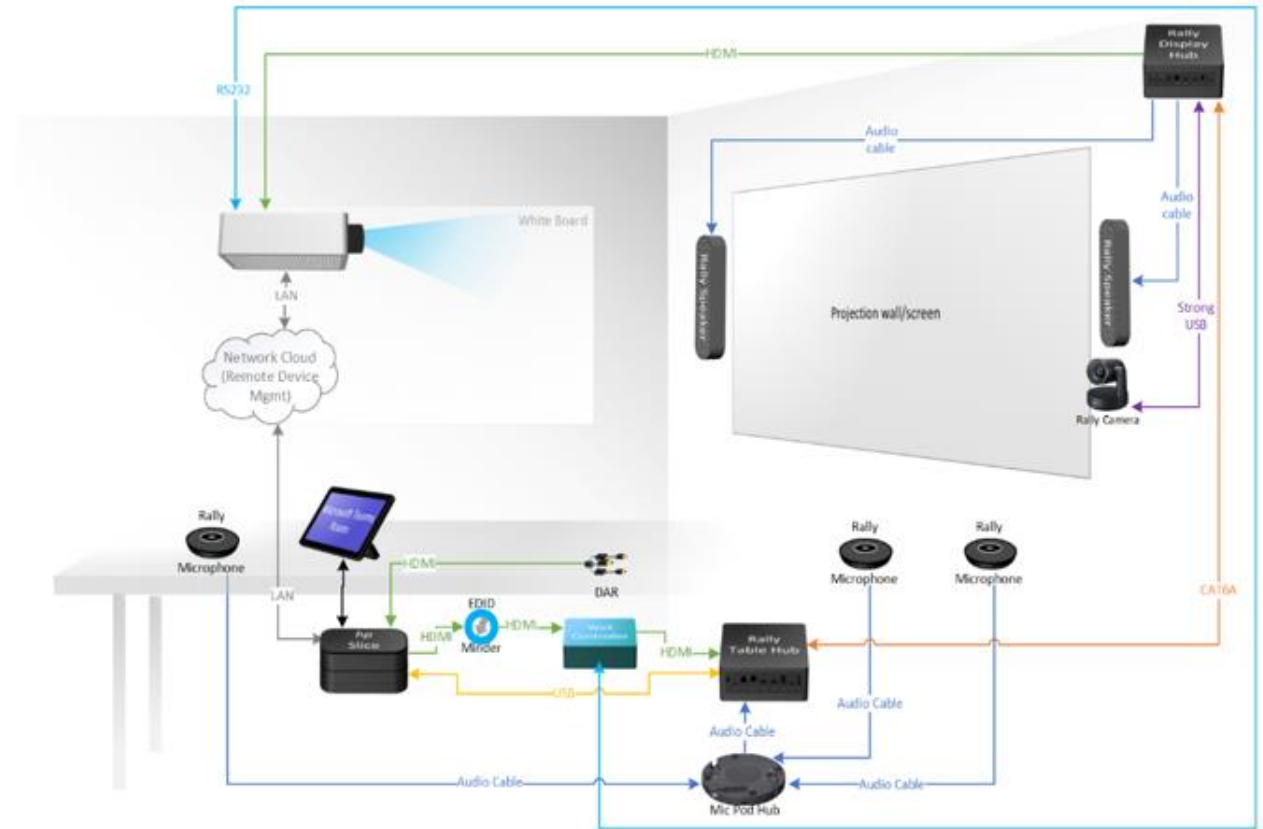 Rally
Display
Hub
HDMI
RS232
Audio
cable
Audio
cable
White Board
Rally Speaker
Rally Speaker
LAN
Projection wall/screen
Strong
USB
Network Cloud
(Remote Device
Mgmt)
Rally Camera
Rally
Microphone
Room
Rally
Microphone
Rally
Microphone
HDMI
DAR
LAN
CAT6A
EDID
Minder
Slice
HDMI
HDMI
Controller
HDMI
Rally
Table Hub
USB
Audio Cable
Audio Cable
Audio Cable
Audio Cable
Mic Pod Hub